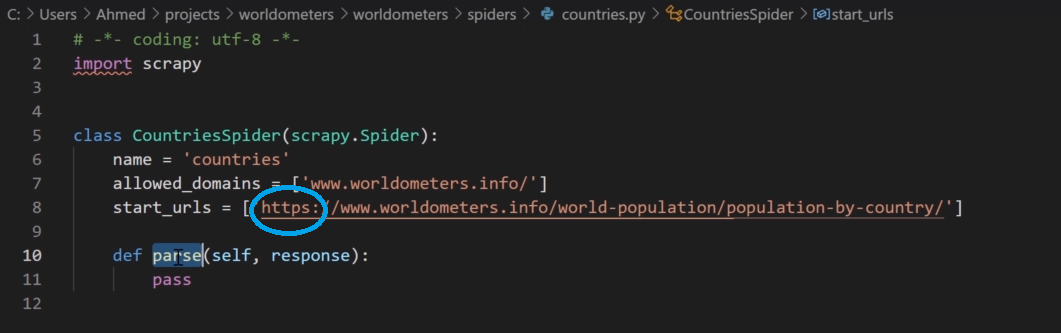 C: > Users > Ahmed > projects > worldometers > worldometers > spiders > countries.py > CountriesSpider > start_urls
1 # -*- coding: utf-8 -*-
2 import scrapy
3
4
5 class CountriesSpider(scrapy.Spider):
6 name = 'countries'
7 allowed_domains = ['www.worldometers.info/']
8 start_urls = [ https://www.worldometers.info/world-population/population-by-country/']
9
10 def parse(self, response):
11 pass
12